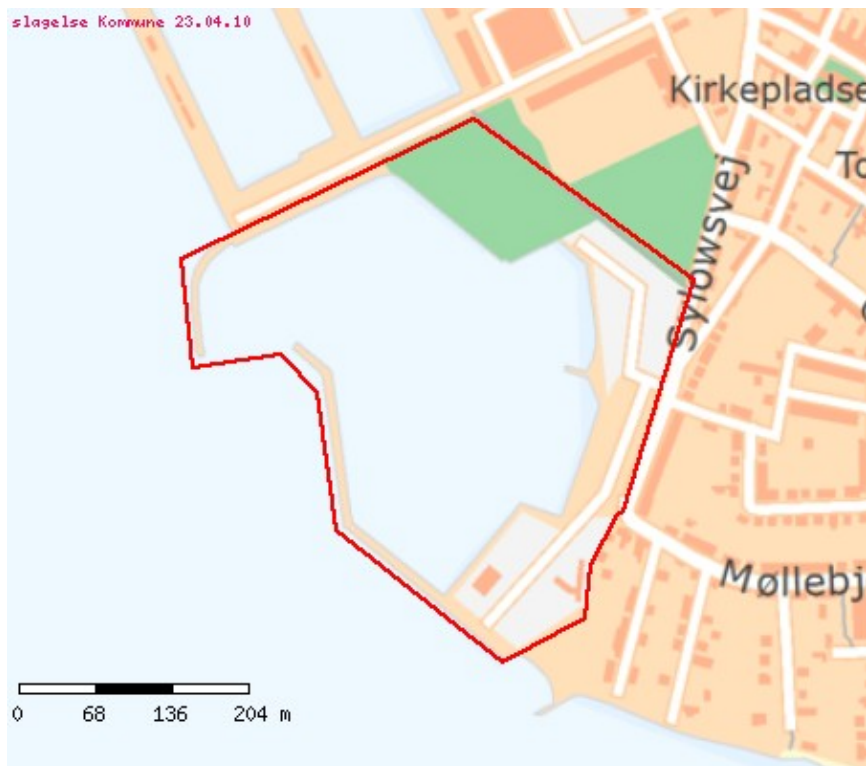 slagelse Kommune 23.04.10
Kirkepladse
To
Sylowsvej
Møllebj
0 68 136 204 m